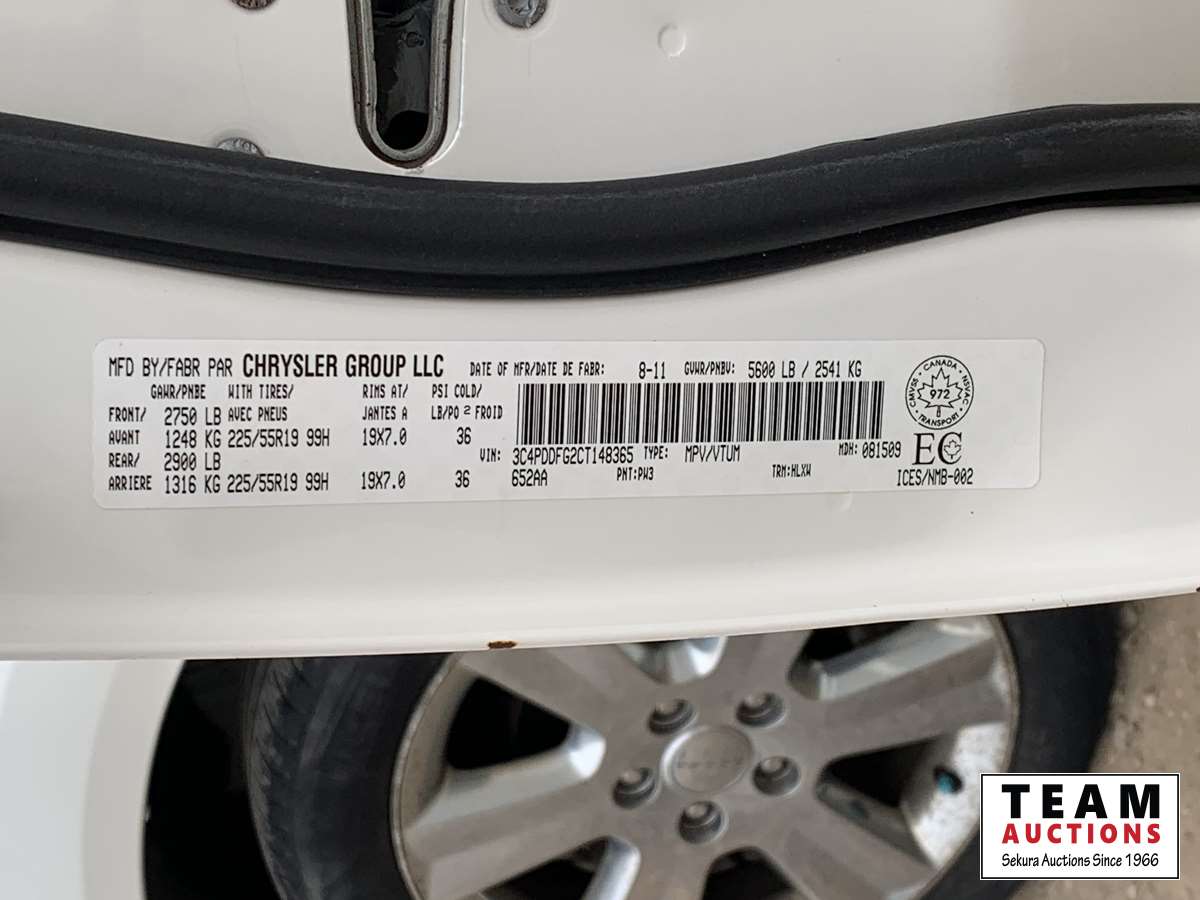 MFD BY/FABR PAR CHRYSLER GROUP LLC DATE OF MFR/DATE DE FABR: 8-11 GVWR/PNBV: 5600 LB / 2541 KG
GAWR/PNBE WITH TIRES/ RIMS AT/ PSI COLD/
FRONT/ 2750 LB AVEC PNEUS JANTES A LB/PO 2 FROID
AVANT 1248 KG 225/55R19 99H 19X7.0 36
REAR/ 2900 LB
ARRIERE 1316 KG 225/55R19 99H 19X7.0 36
VIN: 3C4PDDFG2CT148365 TYPE: MPV/VTUM MDH: 081509
652AA PNT:PW3 TRM:HLXW
CANADA
CMVSS 972 NSVAC
TRANSPORT
EC
ICES/NMB-002
TEAM
AUCTIONS
Sekura Auctions Since 1966